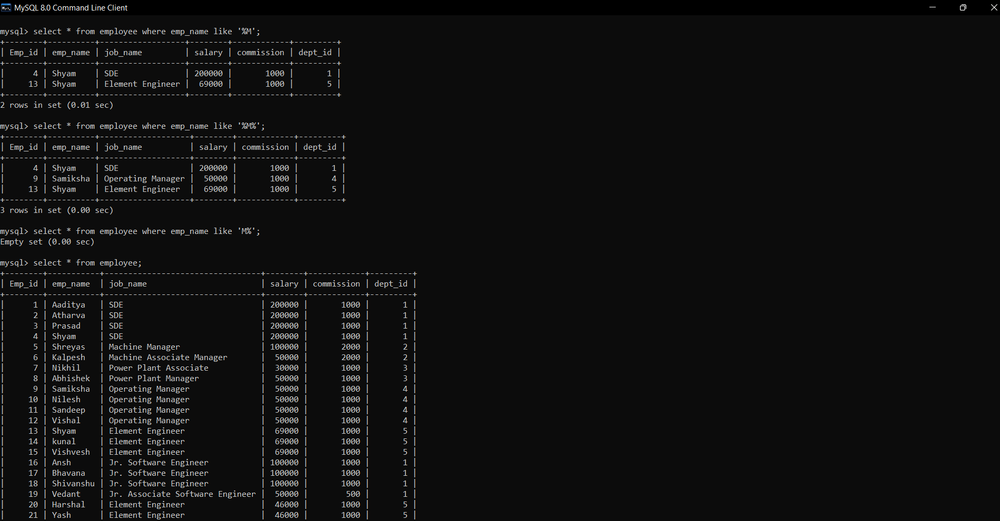 MySQL 8.0 Command Line Client
mysql> select * from employee where emp_name like '%M';
+--------+----------+------------------+--------+------------+---------+
| Emp_id | emp_name | job_name         | salary | commission | dept_id |
+--------+----------+------------------+--------+------------+---------+
|      4 | Shyam    | SDE              | 200000 |       1000 |       1 |
|     13 | Shyam    | Element Engineer |  69000 |       1000 |       5 |
+--------+----------+------------------+--------+------------+---------+
2 rows in set (0.01 sec)
mysql> select * from employee where emp_name like '%M%';
+--------+----------+-------------------+--------+------------+---------+
| Emp_id | emp_name | job_name          | salary | commission | dept_id |
+--------+----------+-------------------+--------+------------+---------+
|      4 | Shyam    | SDE               | 200000 |       1000 |       1 |
|      9 | Samiksha | Operating Manager |  50000 |       1000 |       4 |
|     13 | Shyam    | Element Engineer  |  69000 |       1000 |       5 |
+--------+----------+-------------------+--------+------------+---------+
3 rows in set (0.00 sec)
mysql> select * from employee where emp_name like 'M%';
Empty set (0.00 sec)
mysql> select * from employee;
+--------+-----------+---------------------------------+--------+------------+---------+
| Emp_id | emp_name  | job_name                        | salary | commission | dept_id |
+--------+-----------+---------------------------------+--------+------------+---------+
|      1 | Aaditya   | SDE                             | 200000 |       1000 |       1 |
|      2 | Atharva   | SDE                             | 200000 |       1000 |       1 |
|      3 | Prasad    | SDE                             | 200000 |       1000 |       1 |
|      4 | Shyam     | SDE                             | 200000 |       1000 |       1 |
|      5 | Shreyas   | Machine Manager                 | 100000 |       2000 |       2 |
|      6 | Kalpesh   | Machine Associate Manager       |  50000 |       2000 |       2 |
|      7 | Nikhil    | Power Plant Associate           |  30000 |       1000 |       3 |
|      8 | Abhishek  | Power Plant Manager             |  50000 |       1000 |       3 |
|      9 | Samiksha  | Operating Manager               |  50000 |       1000 |       4 |
|     10 | Nilesh    | Operating Manager               |  50000 |       1000 |       4 |
|     11 | Sandeep   | Operating Manager               |  50000 |       1000 |       4 |
|     12 | Vishal    | Operating Manager               |  50000 |       1000 |       4 |
|     13 | Shyam     | Element Engineer                |  69000 |       1000 |       5 |
|     14 | kunal     | Element Engineer                |  69000 |       1000 |       5 |
|     15 | Vishvesh  | Element Engineer                |  69000 |       1000 |       5 |
|     16 | Ansh      | Jr. Software Engineer           | 100000 |       1000 |       1 |
|     17 | Bhavana   | Jr. Software Engineer           | 100000 |       1000 |       1 |
|     18 | Shivanshu | Jr. Software Engineer           | 100000 |       1000 |       1 |
|     19 | Vedant    | Jr. Associate Software Engineer |  50000 |        500 |       1 |
|     20 | Harshal   | Element Engineer                |  46000 |       1000 |       5 |
|     21 | Yash      | Element Engineer                |  46000 |       1000 |       5 |